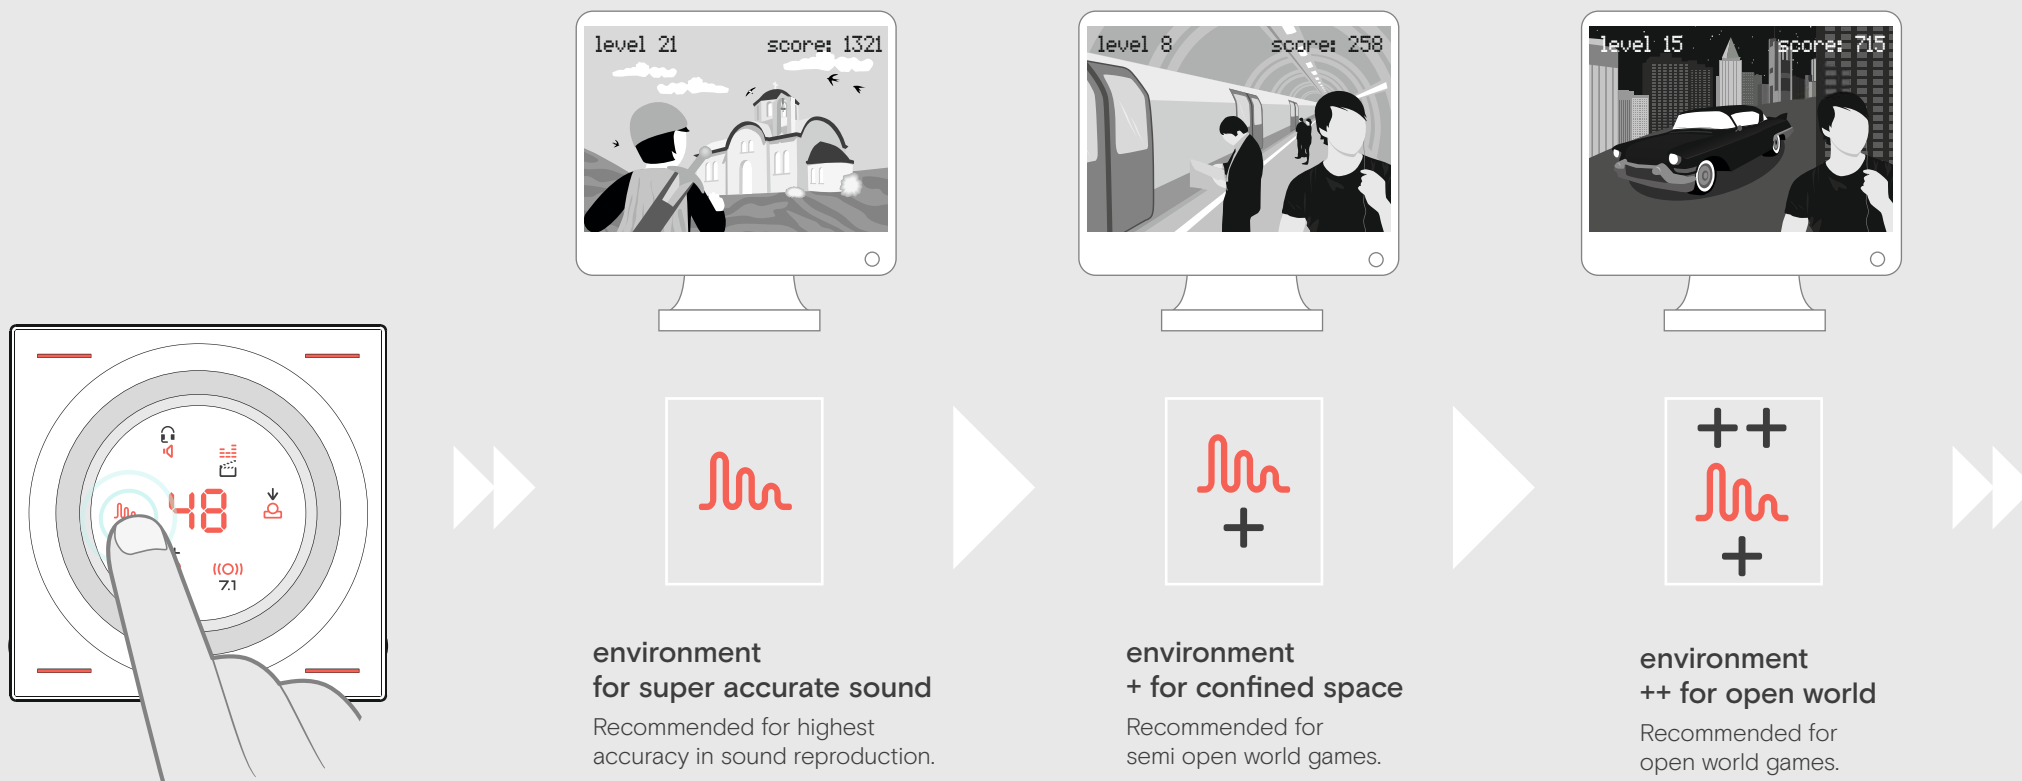 level 21 score: 1321
level 8 score: 258
level 15 score: 715
48
7.1
+
++
+
environment
for super accurate sound
Recommended for highest
accuracy in sound reproduction.
environment
+ for confined space
Recommended for
semi open world games.
environment
++ for open world
Recommended for
open world games.